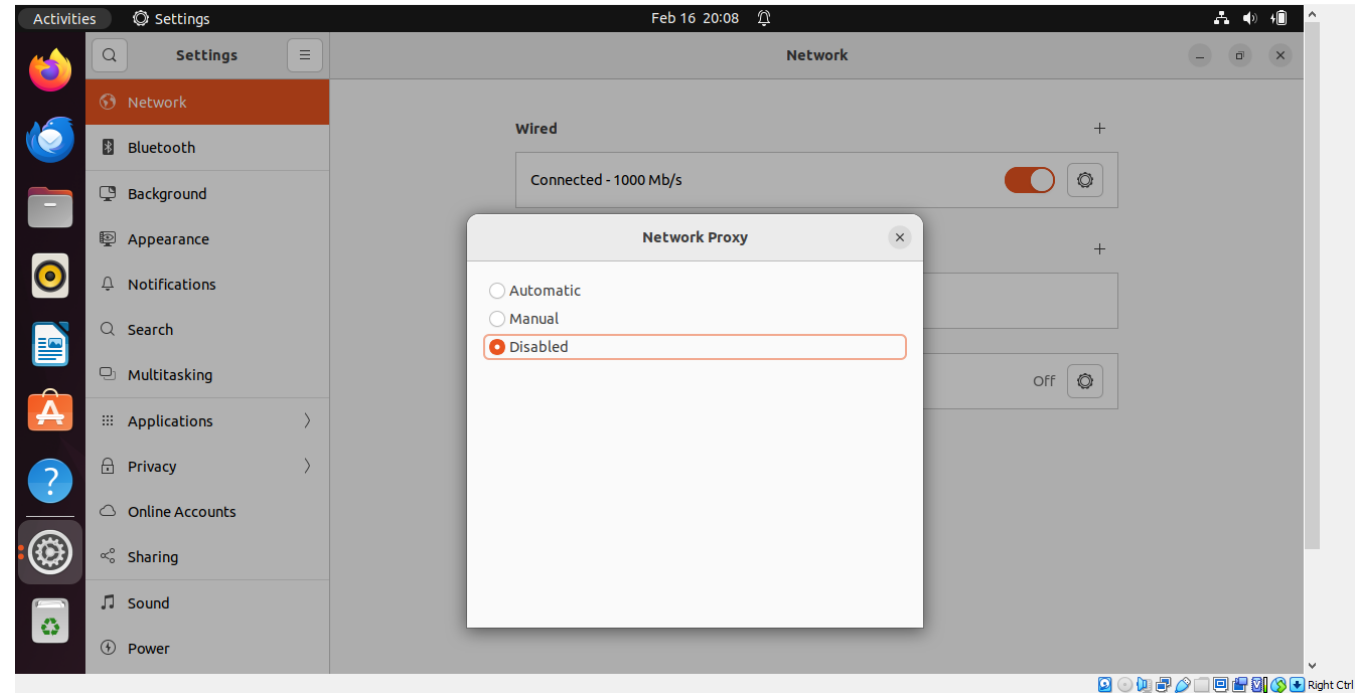 Activities Settings Feb 16 20:08
Settings Network
Network
Bluetooth
Background
Appearance
Notifications
Search
Multitasking
Applications
Privacy
Online Accounts
Sharing
Sound
Power
Wired
Connected - 1000 Mb/s
Off
Network Proxy
Automatic
Manual
Disabled
Right Ctrl